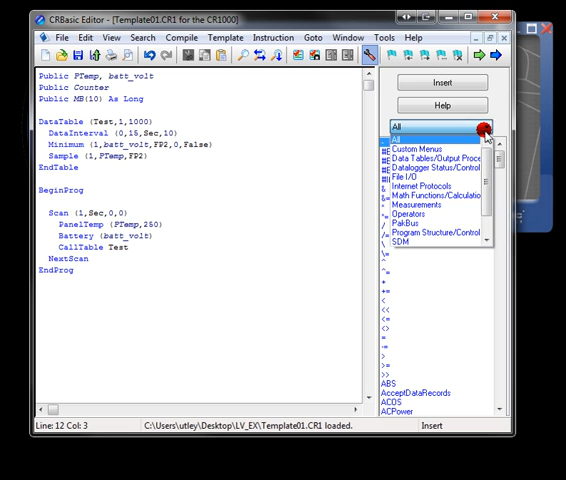 CRBasic Editor - [Template01.CR1 for the CR1000]
File Edit Search Compile Template Instruction Goto Window Tools Help
Public PTemp, batt_volt
Public Counter
Public MB(10) As Long
DataTable (Test,1,1000)
DataInterval (0,15,Sec,10)
Minimum (1,batt_volt,FP2,0,False)
Sample (1,PTemp,FP2)
EndTable
BeginProg
Scan (1,Sec,0,0)
PanelTemp (PTemp,250)
Battery (batt_volt)
CallTable Test
NextScan
EndProg
Insert
Help
All
All
Custom Menus
Data Tables/Output Proce
Datalogger Status/Control
File I/O
Internet Protocols
Math Functions/Calculatio
Measurements
Operators
PakBus
Program Structure/Control
SDM
&
&=
*
^
/
/=
\
\=
^
^=
+
+=
<
<<
<=
<>
=
-=
>
>=
>>
ABS
AcceptDataRecords
ACOS
ACPower
Line: 12 Col: 3
C:\Users\utley\Desktop\LV_EX\Template01.CR1 loaded.
Insert